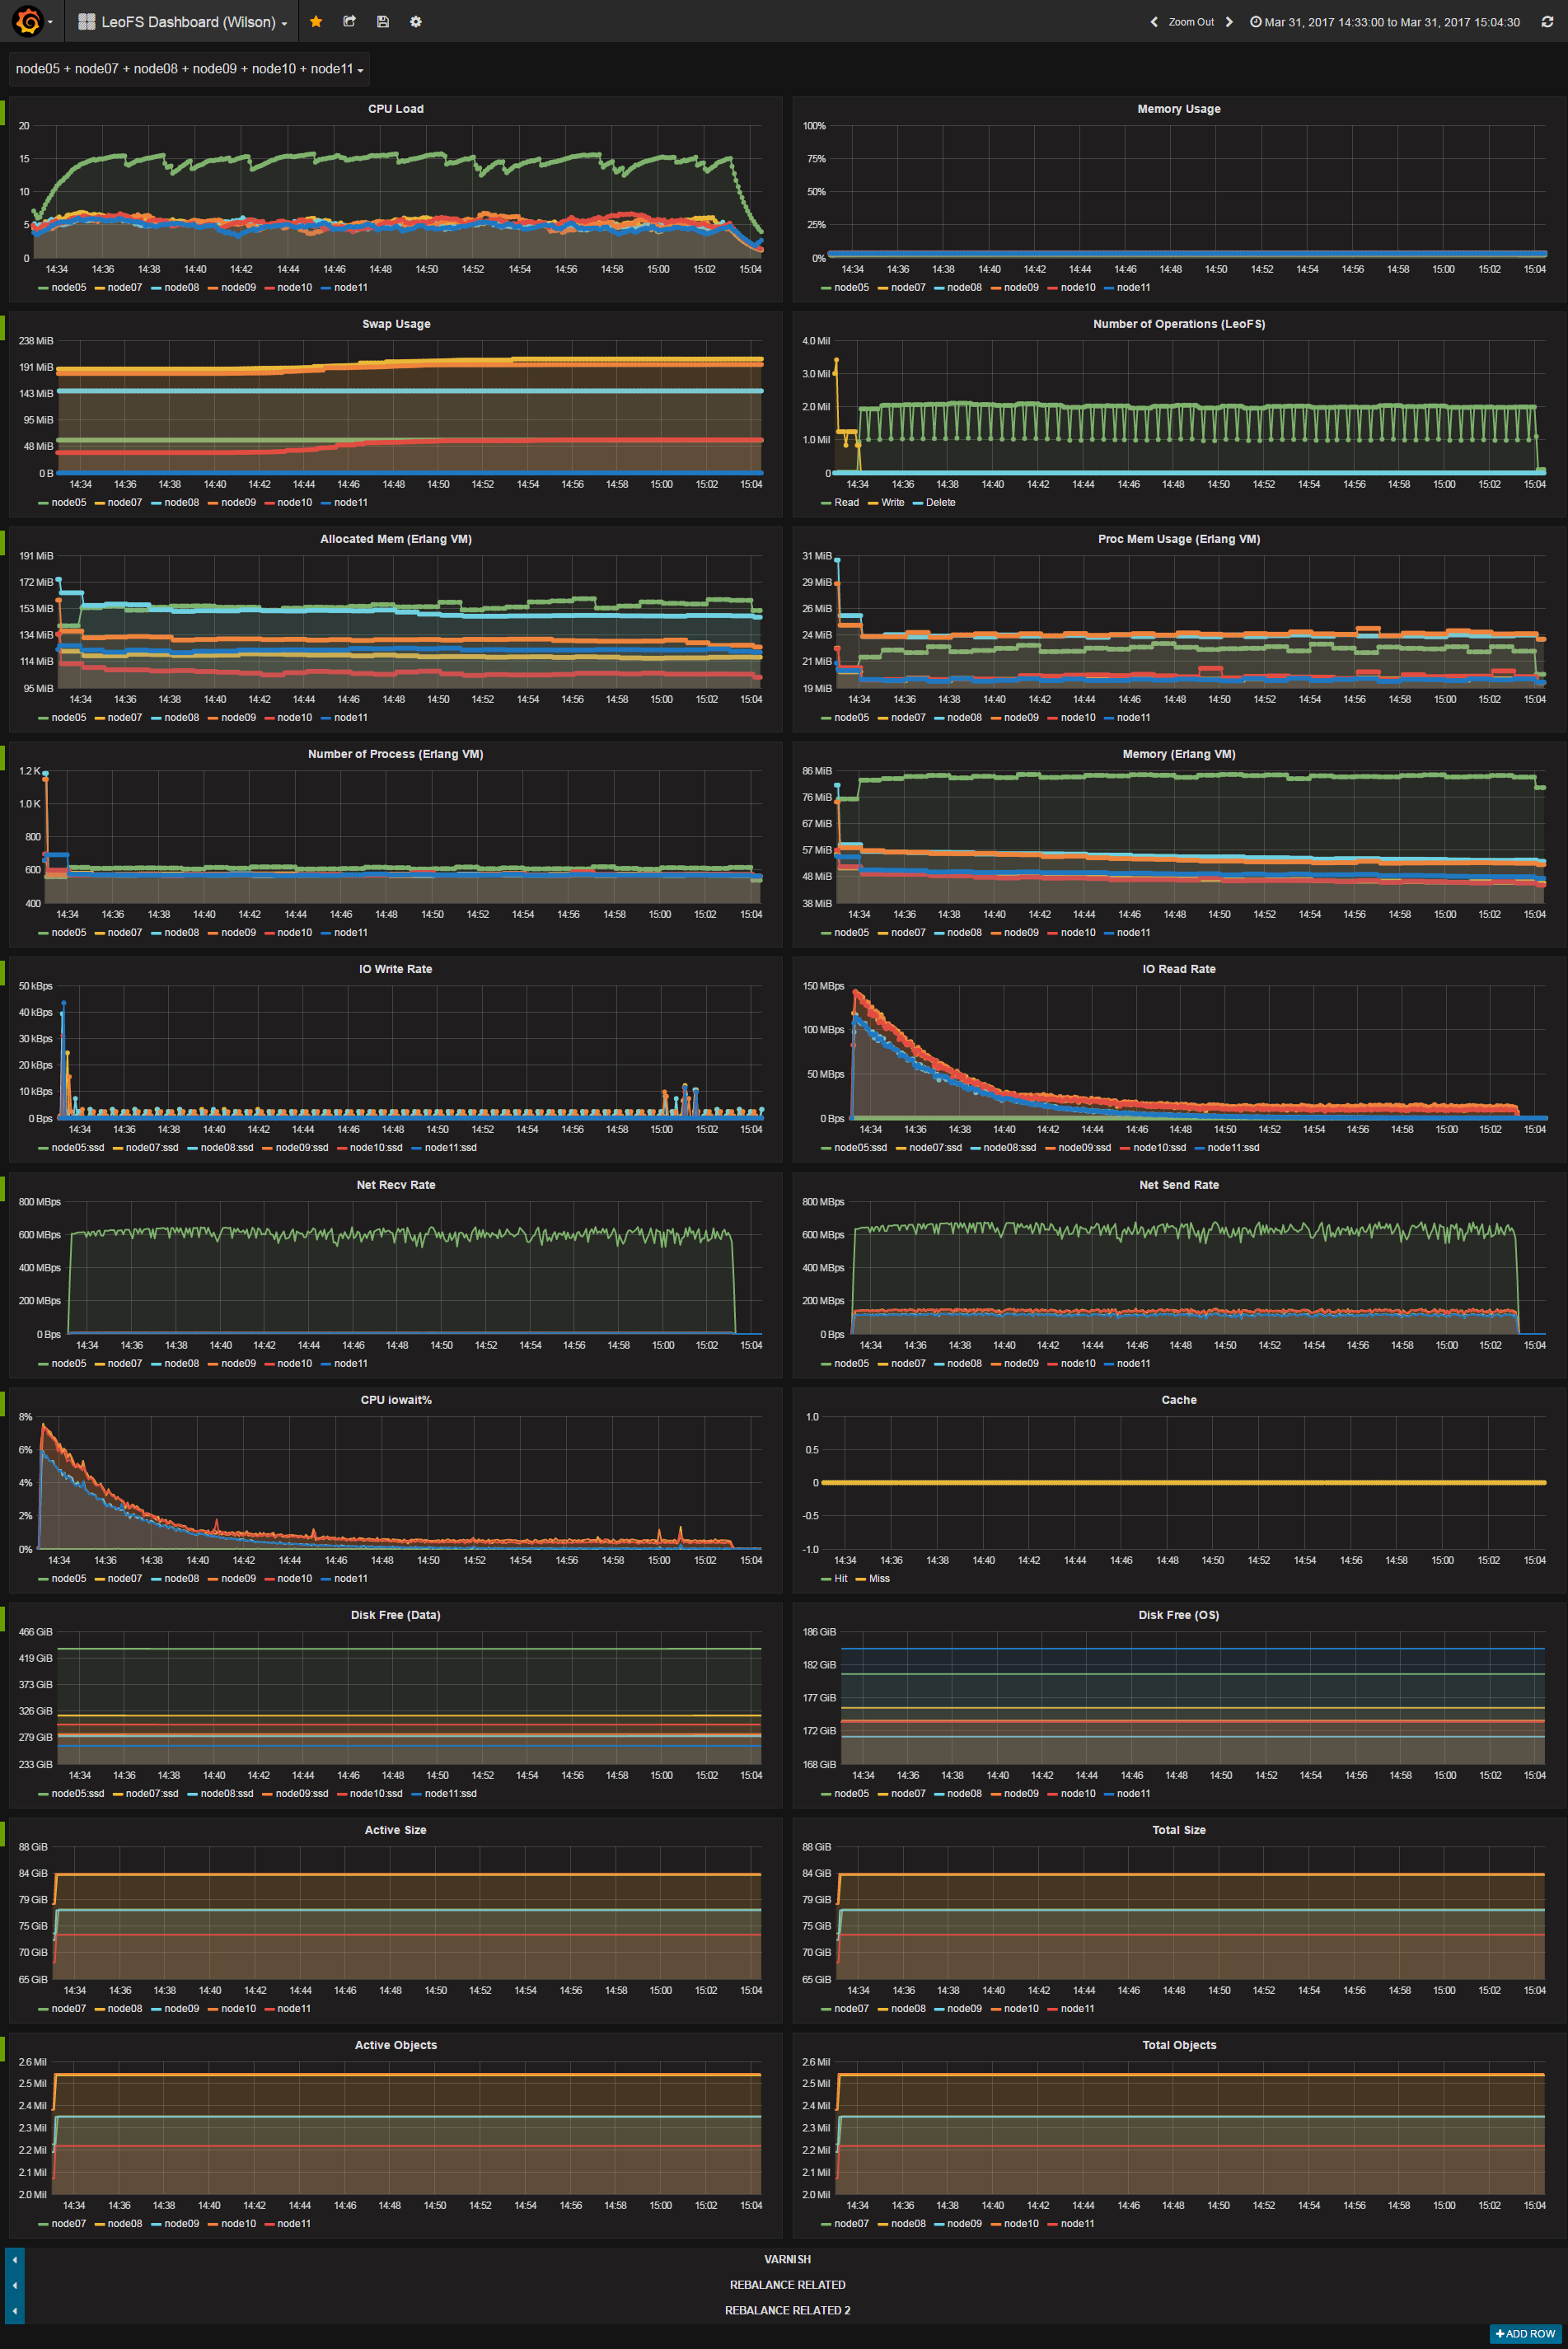 LeoFS Dashboard (Wilson)
Zoom Out
Mar 31, 2017 14:33:00 to Mar 31, 2017 15:04:30
node05 + node07 + node08 + node09 + node10 + node11
CPU Load
20
15
10
5
0
14:34 14:36 14:38 14:40 14:42 14:44 14:46 14:48 14:50 14:52 14:54 14:56 14:58 15:00 15:02 15:04
node05 node07 node08 node09 node10 node11
Memory Usage
100%
75%
50%
25%
0%
14:34 14:36 14:38 14:40 14:42 14:44 14:46 14:48 14:50 14:52 14:54 14:56 14:58 15:00 15:02 15:04
node05 node07 node08 node09 node10 node11
Swap Usage
238 MiB
191 MiB
143 MiB
95 MiB
48 MiB
0 B
14:34 14:36 14:38 14:40 14:42 14:44 14:46 14:48 14:50 14:52 14:54 14:56 14:58 15:00 15:02 15:04
node05 node07 node08 node09 node10 node11
Number of Operations (LeoFS)
4.0 Mil
3.0 Mil
2.0 Mil
1.0 Mil
0
14:34 14:36 14:38 14:40 14:42 14:44 14:46 14:48 14:50 14:52 14:54 14:56 14:58 15:00 15:02 15:04
Read Write Delete
Allocated Mem (Erlang VM)
191 MiB
172 MiB
153 MiB
134 MiB
114 MiB
95 MiB
14:34 14:36 14:38 14:40 14:42 14:44 14:46 14:48 14:50 14:52 14:54 14:56 14:58 15:00 15:02 15:04
node05 node07 node08 node09 node10 node11
Proc Mem Usage (Erlang VM)
31 MiB
29 MiB
26 MiB
24 MiB
21 MiB
19 MiB
14:34 14:36 14:38 14:40 14:42 14:44 14:46 14:48 14:50 14:52 14:54 14:56 14:58 15:00 15:02 15:04
node05 node07 node08 node09 node10 node11
Number of Process (Erlang VM)
1.2 K
1.0 K
800
600
400
14:34 14:36 14:38 14:40 14:42 14:44 14:46 14:48 14:50 14:52 14:54 14:56 14:58 15:00 15:02 15:04
node05 node07 node08 node09 node10 node11
Memory (Erlang VM)
86 MiB
76 MiB
67 MiB
57 MiB
48 MiB
38 MiB
14:34 14:36 14:38 14:40 14:42 14:44 14:46 14:48 14:50 14:52 14:54 14:56 14:58 15:00 15:02 15:04
node05 node07 node08 node09 node10 node11
IO Write Rate
50 kBps
40 kBps
30 kBps
20 kBps
10 kBps
0 Bps
14:34 14:36 14:38 14:40 14:42 14:44 14:46 14:48 14:50 14:52 14:54 14:56 14:58 15:00 15:02 15:04
node05:ssd node07:ssd node08:ssd node09:ssd node10:ssd node11:ssd
IO Read Rate
150 MBps
100 MBps
50 MBps
0 Bps
14:34 14:36 14:38 14:40 14:42 14:44 14:46 14:48 14:50 14:52 14:54 14:56 14:58 15:00 15:02 15:04
node05:ssd node07:ssd node08:ssd node09:ssd node10:ssd node11:ssd
Net Recv Rate
800 MBps
600 MBps
400 MBps
200 MBps
0 Bps
14:34 14:36 14:38 14:40 14:42 14:44 14:46 14:48 14:50 14:52 14:54 14:56 14:58 15:00 15:02 15:04
node05 node07 node08 node09 node10 node11
Net Send Rate
800 MBps
600 MBps
400 MBps
200 MBps
0 Bps
14:34 14:36 14:38 14:40 14:42 14:44 14:46 14:48 14:50 14:52 14:54 14:56 14:58 15:00 15:02 15:04
node05 node07 node08 node09 node10 node11
CPU iowait%
8%
6%
4%
2%
0%
14:34 14:36 14:38 14:40 14:42 14:44 14:46 14:48 14:50 14:52 14:54 14:56 14:58 15:00 15:02 15:04
node05 node07 node08 node09 node10 node11
Cache
1.0
0.5
0
-0.5
-1.0
14:34 14:36 14:38 14:40 14:42 14:44 14:46 14:48 14:50 14:52 14:54 14:56 14:58 15:00 15:02 15:04
Hit Miss
Disk Free (Data)
466 GiB
419 GiB
373 GiB
326 GiB
279 GiB
233 GiB
14:34 14:36 14:38 14:40 14:42 14:44 14:46 14:48 14:50 14:52 14:54 14:56 14:58 15:00 15:02 15:04
node05:ssd node07:ssd node08:ssd node09:ssd node10:ssd node11:ssd
Disk Free (OS)
186 GiB
182 GiB
177 GiB
172 GiB
168 GiB
14:34 14:36 14:38 14:40 14:42 14:44 14:46 14:48 14:50 14:52 14:54 14:56 14:58 15:00 15:02 15:04
node05 node07 node08 node09 node10 node11
Active Size
88 GiB
84 GiB
79 GiB
75 GiB
70 GiB
65 GiB
14:34 14:36 14:38 14:40 14:42 14:44 14:46 14:48 14:50 14:52 14:54 14:56 14:58 15:00 15:02 15:04
node07 node08 node09 node10 node11
Total Size
88 GiB
84 GiB
79 GiB
75 GiB
70 GiB
65 GiB
14:34 14:36 14:38 14:40 14:42 14:44 14:46 14:48 14:50 14:52 14:54 14:56 14:58 15:00 15:02 15:04
node07 node08 node09 node10 node11
Active Objects
2.6 Mil
2.5 Mil
2.4 Mil
2.3 Mil
2.2 Mil
2.1 Mil
2.0 Mil
14:34 14:36 14:38 14:40 14:42 14:44 14:46 14:48 14:50 14:52 14:54 14:56 14:58 15:00 15:02 15:04
node07 node08 node09 node10 node11
Total Objects
2.6 Mil
2.5 Mil
2.4 Mil
2.3 Mil
2.2 Mil
2.1 Mil
2.0 Mil
14:34 14:36 14:38 14:40 14:42 14:44 14:46 14:48 14:50 14:52 14:54 14:56 14:58 15:00 15:02 15:04
node07 node08 node09 node10 node11
VARNISH
REBALANCE RELATED
REBALANCE RELATED 2
ADD ROW